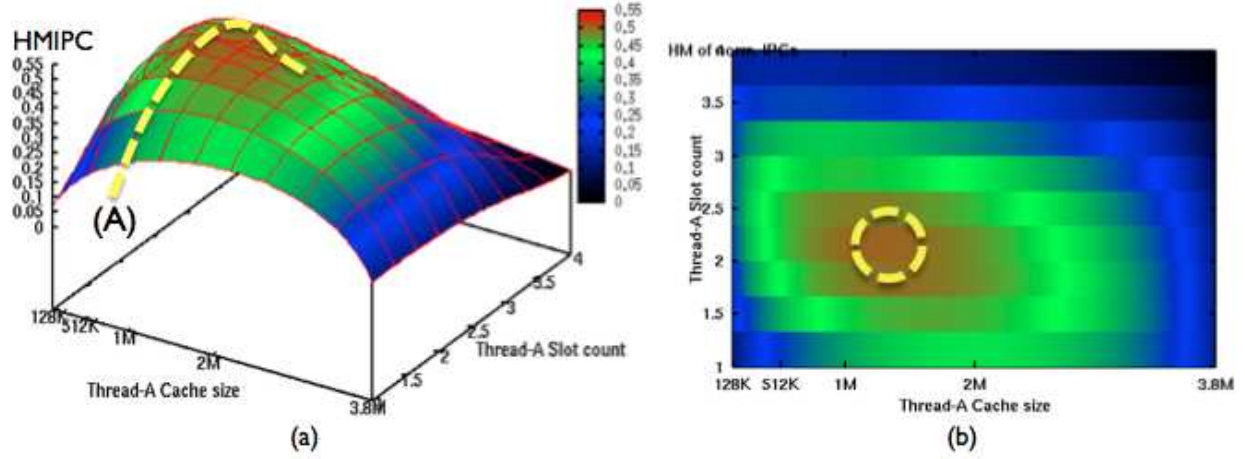 HMIPC
0.55
0.5
0.45
0.4
0.35
0.3
0.25
0.2
0.15
0.1
0.05
0
(A)
128K
512K
1M
2M
3.8M
Thread-A Cache size
1.5
2
2.5
3
3.5
4
Thread-A Slot count
0.55
0.5
0.45
0.4
0.35
0.3
0.25
0.2
0.15
0.1
0.05
0
(a)
HM of norm. IPCs
4
3.5
3
2.5
2
1.5
1
Thread-A Slot count
128K
512K
1M
2M
3.8M
Thread-A Cache size
(b)